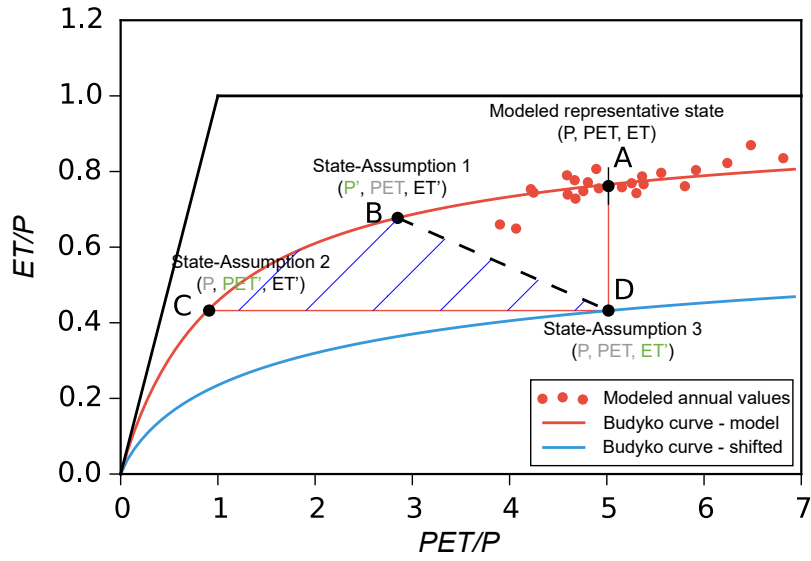 1.2
1.0
0.8
0.6
0.4
0.2
0.0
ET/P
Modeled representative state
(P, PET, ET)
A
State-Assumption 1
(P', PET, ET')
B
State-Assumption 2
(P, PET', ET')
C
D
State-Assumption 3
(P, PET, ET')
Modeled annual values
Budyko curve - model
Budyko curve - shifted
0 1 2 3 4 5 6 7
PET/P